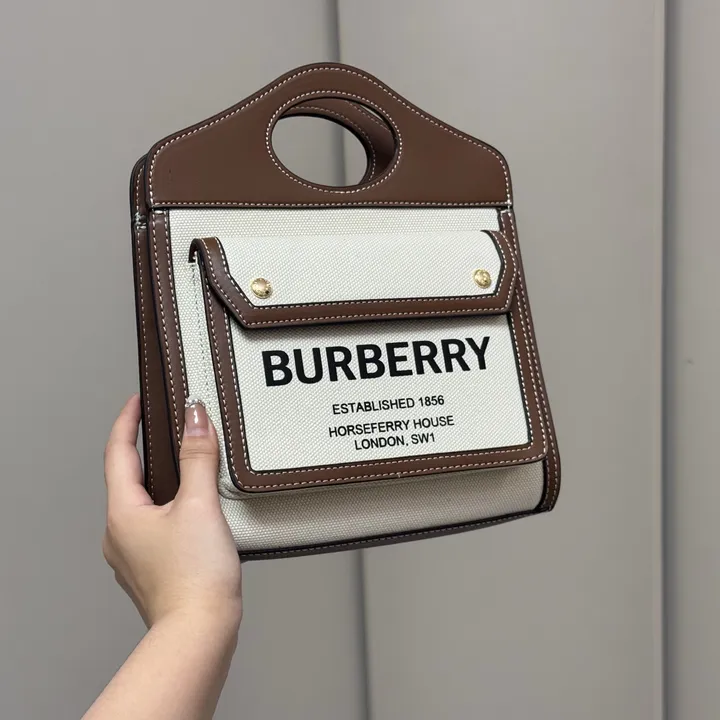 BURBERRY
ESTABLISHED 1856
HORSEFERRY HOUSE
LONDON, SW1